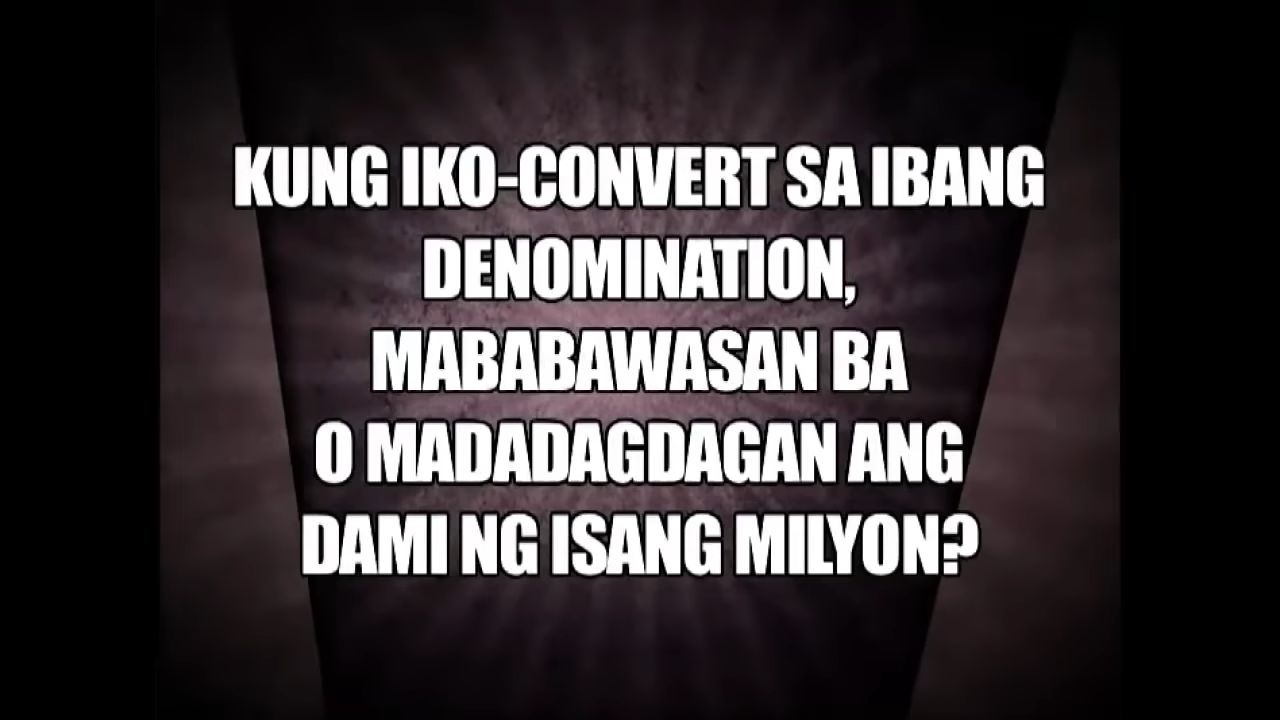 KUNG IKO-CONVERT SA IBANG
DENOMINATION,
MABABAWASAN BA
O MADADAGDAGAN ANG
DAMI NG ISANG MILYON?